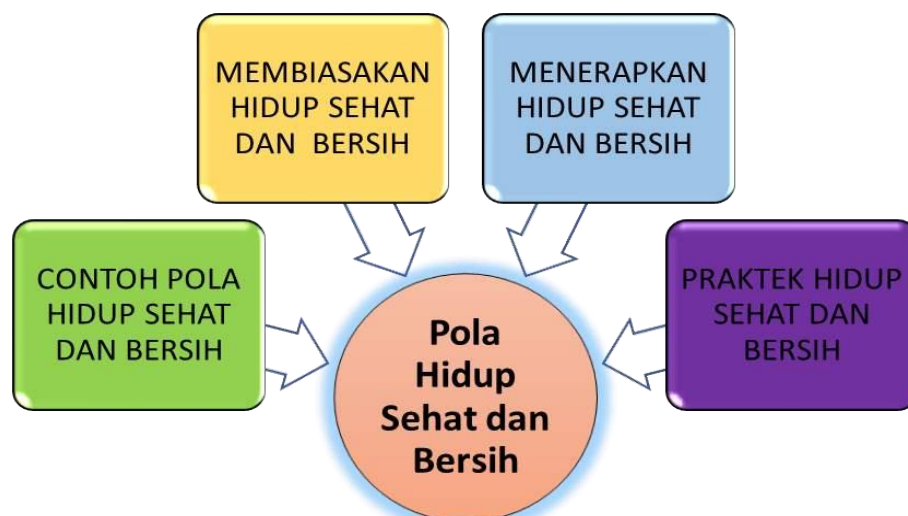 MEMBIASAKAN
HIDUP SEHAT
DAN BERSIH
MENERAPKAN
HIDUP SEHAT
DAN BERSIH
CONTOH POLA
HIDUP SEHAT
DAN BERSIH
PRAKTEK HIDUP
SEHAT DAN
BERSIH
Pola
Hidup
Sehat dan
Bersih